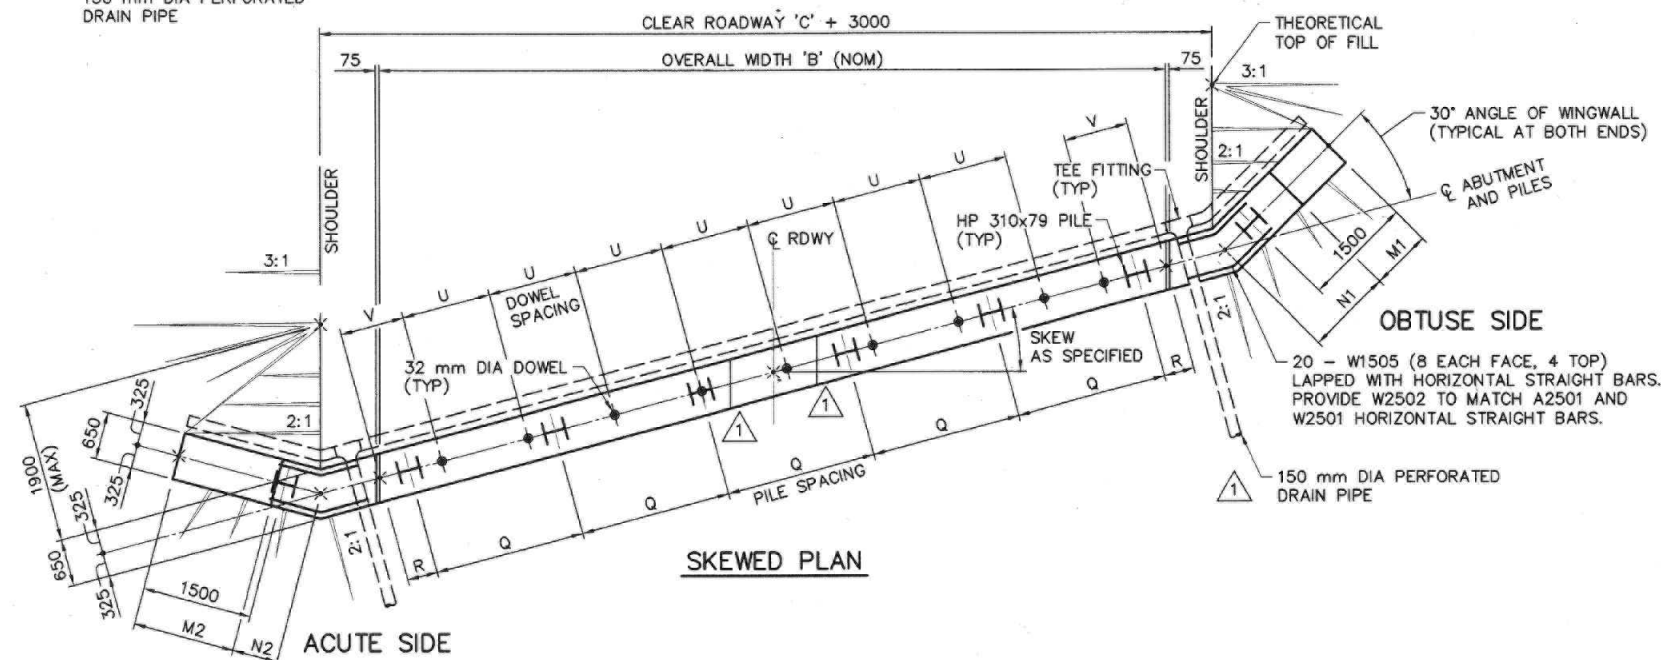 150 mm DIA PERFORATED
DRAIN PIPE
CLEAR ROADWAY 'C' + 3000
THEORETICAL
TOP OF FILL
75
OVERALL WIDTH 'B' (NOM)
75
3:1
SHOULDER
30° ANGLE OF WINGWALL
(TYPICAL AT BOTH ENDS)
V
U
U
U
U
U
U
U
V
TEE FITTING
(TYP)
2:1
℄ ABUTMENT
AND PILES
SHOULDER
HP 310x79 PILE
(TYP)
℄ RDWY
3:1
DOWEL
SPACING
1500
M1
N1
OBTUSE SIDE
SKEW
AS SPECIFIED
32 mm DIA DOWEL
(TYP)
2:1
R
20 – W1505 (8 EACH FACE, 4 TOP)
LAPPED WITH HORIZONTAL STRAIGHT BARS.
PROVIDE W2502 TO MATCH A2501 AND
W2501 HORIZONTAL STRAIGHT BARS.
1
1
2:1
325
650
325
1900
(MAX)
325
650
325
Q
Q
Q
Q
Q
PILE SPACING
1
150 mm DIA PERFORATED
DRAIN PIPE
2:1
R
SKEWED PLAN
1500
M2
N2
ACUTE SIDE